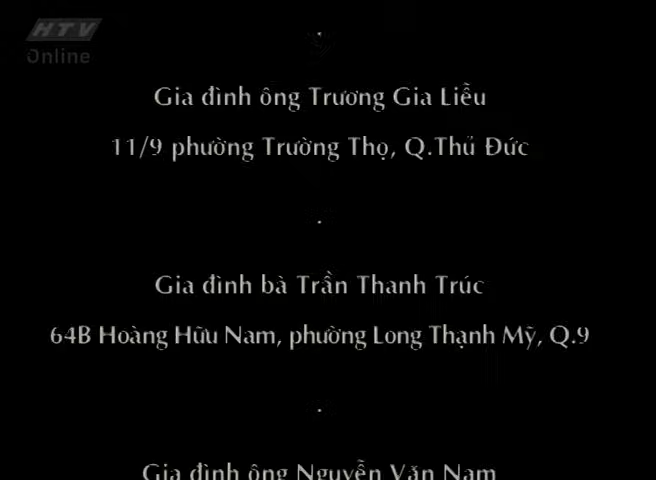 HTV
Online
Gia đình ông Trương Gia Liễu
11/9 phường Trường Thọ, Q.Thủ Đức
.
Gia đình bà Trần Thanh Trúc
64B Hoàng Hữu Nam, phường Long Thạnh Mỹ, Q.9
.
Gia đình ông Nguyễn Văn Nam